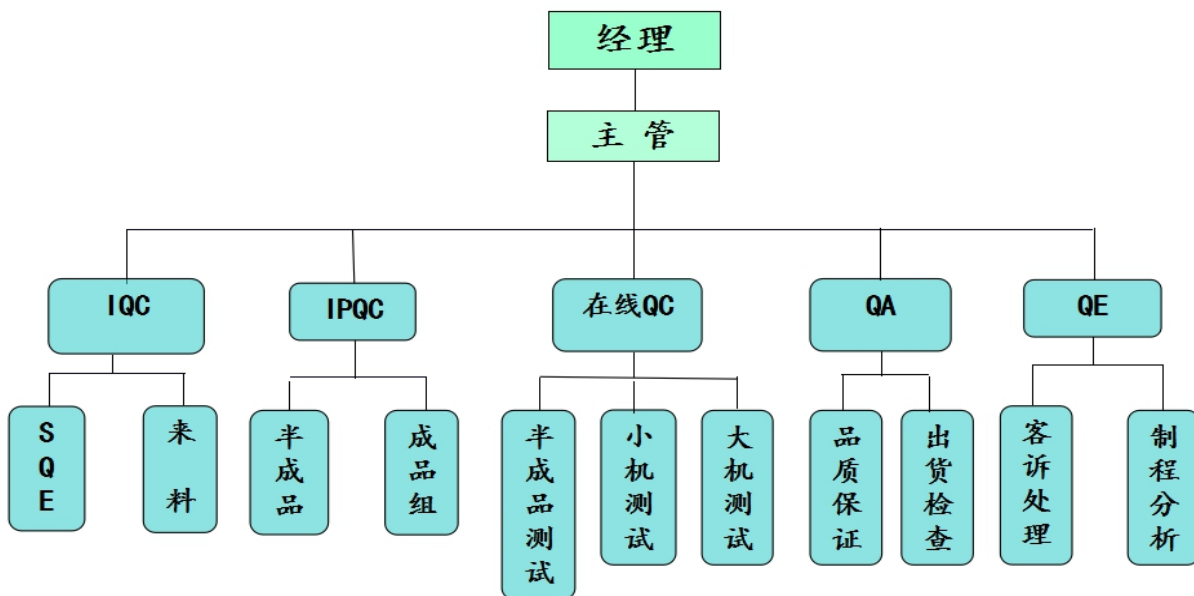 经理
主 管
IQC
IPQC
在线QC
QA
QE
SQE
来 料
半成品
成品组
半成品测试
小机测试
大机测试
品质保证
出货检查
客诉处理
制程分析